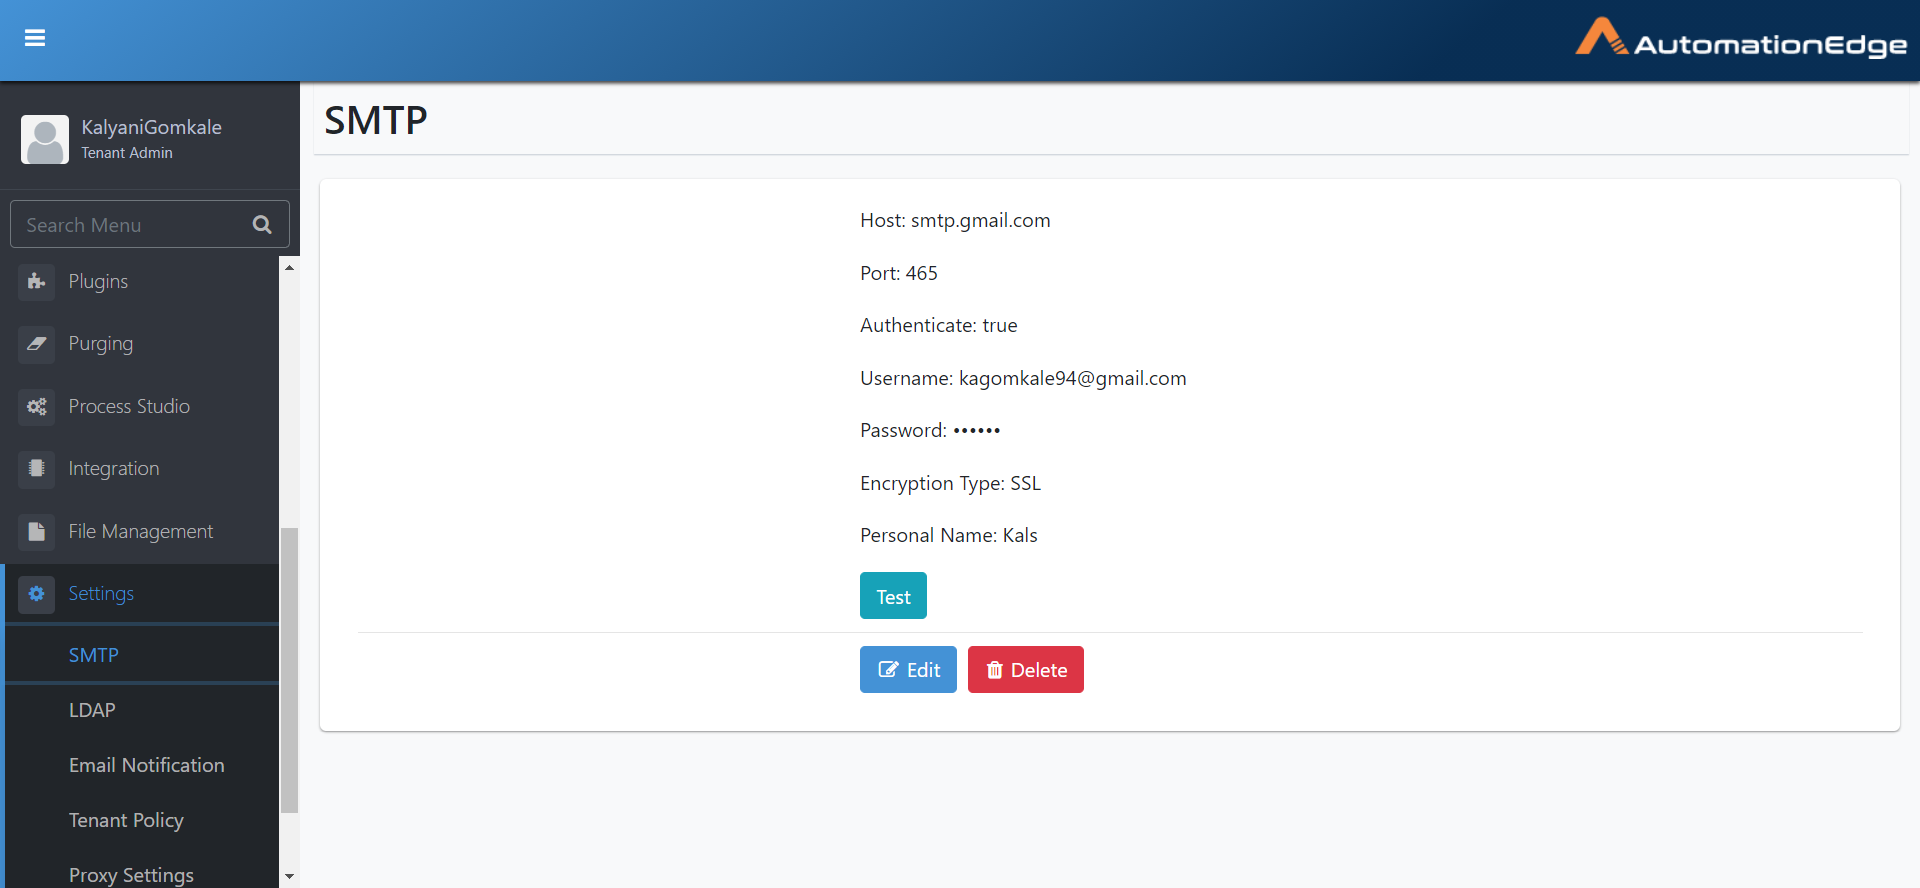 AutomationEdge
KalyaniGomkale
Tenant Admin
Search Menu
Plugins
Purging
Process Studio
Integration
File Management
Settings
SMTP
LDAP
Email Notification
Tenant Policy
Proxy Settings
SMTP
Host: smtp.gmail.com
Port: 465
Authenticate: true
Username: kagomkale94@gmail.com
Password: ••••••
Encryption Type: SSL
Personal Name: Kals
Test
Edit
Delete